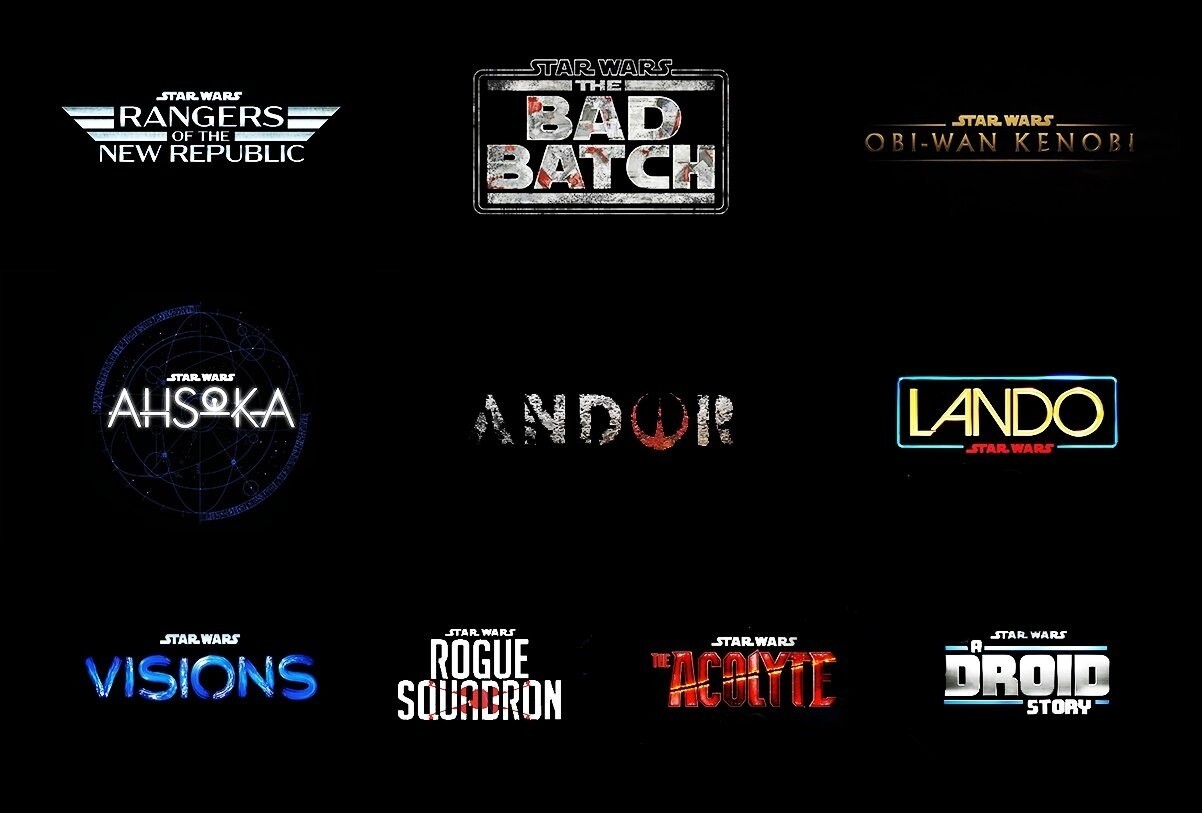 STAR WARS
RANGERS
OF THE
NEW REPUBLIC
STAR WARS
THE
BAD
BATCH
STAR WARS
OBI-WAN KENOBI
STAR WARS
AHSOKA
ANDOR
LANDO
STAR WARS
STAR WARS
VISIONS
STAR WARS
ROGUE
SQUADRON
STAR WARS
THE ACOLYTE
STAR WARS
A
DROID
STORY